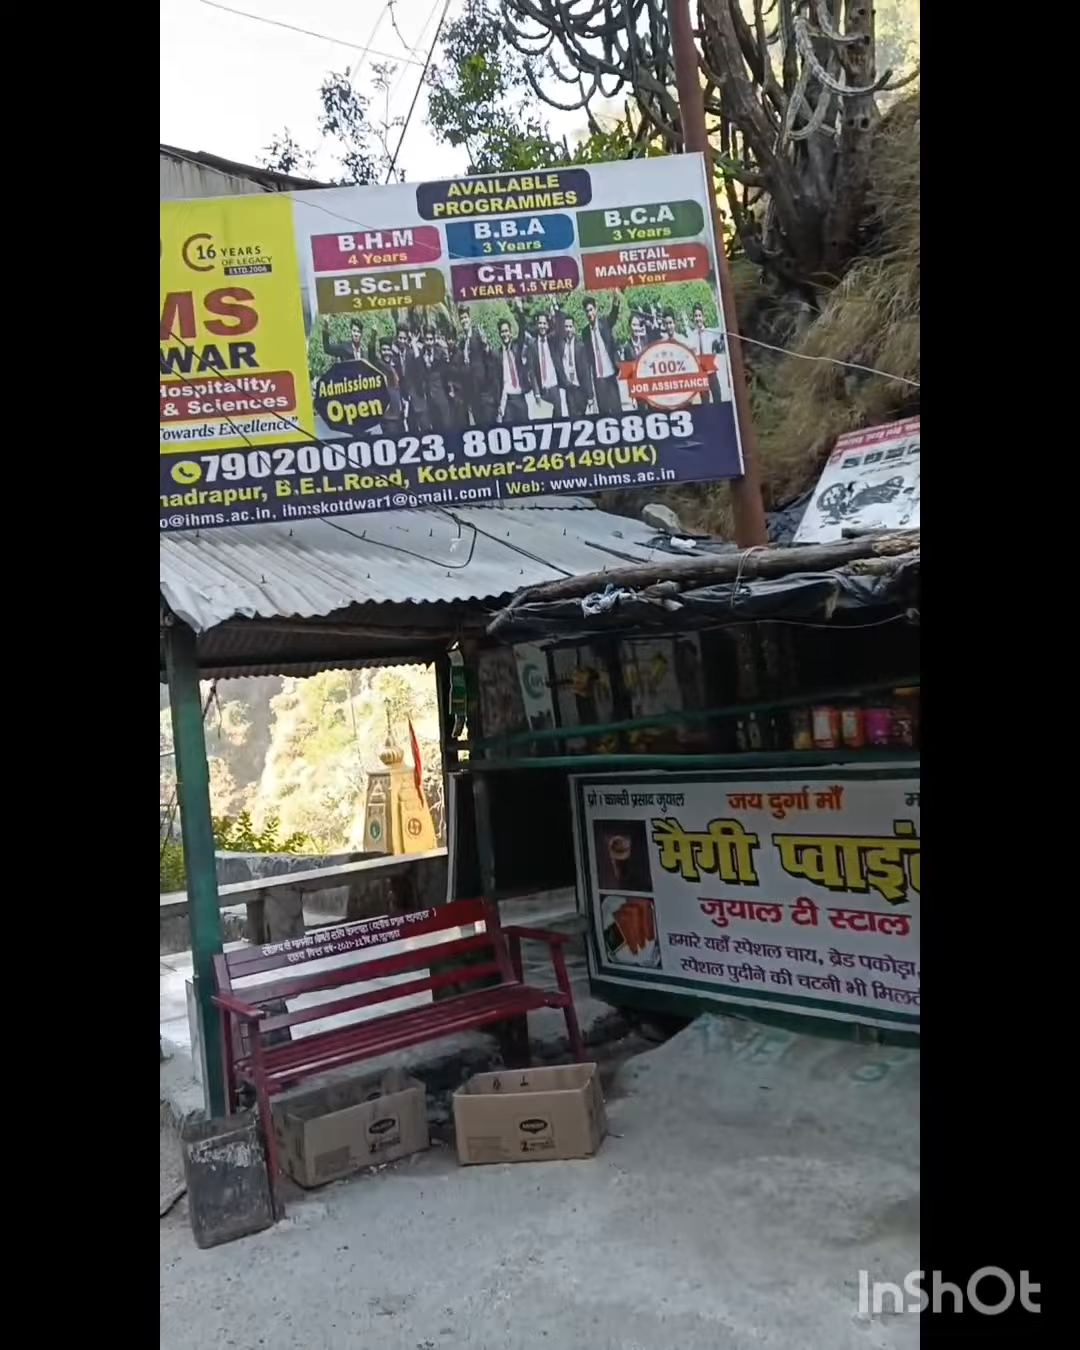 AVAILABLE
PROGRAMMES
B.H.M
4 Years
B.B.A
3 Years
B.C.A
3 Years
B.Sc.IT
3 Years
C.H.M
1 YEAR & 1.5 YEAR
RETAIL
MANAGEMENT
1 Year
16 YEARS
OF LEGACY
ESTD.2006
MS
WAR
Hospitality,
& Sciences
Towards Excellence"
Admissions
Open
100%
JOB ASSISTANCE
7902000023, 8057726863
hadrapur, B.E.L.Road, Kotdwar-246149(UK)
o@ihms.ac.in, ihmskotdwar1@gmail.com | Web: www.ihms.ac.in
प्रो। कान्ती प्रसाद जुयाल
जय दुर्गा माँ
मैगी प्वाइंट
जुयाल टी स्टाल
हमारे यहाँ स्पेशल चाय, ब्रेड पकोड़ा,
स्पेशल पुदीने की चटनी भी मिलत
InShOt